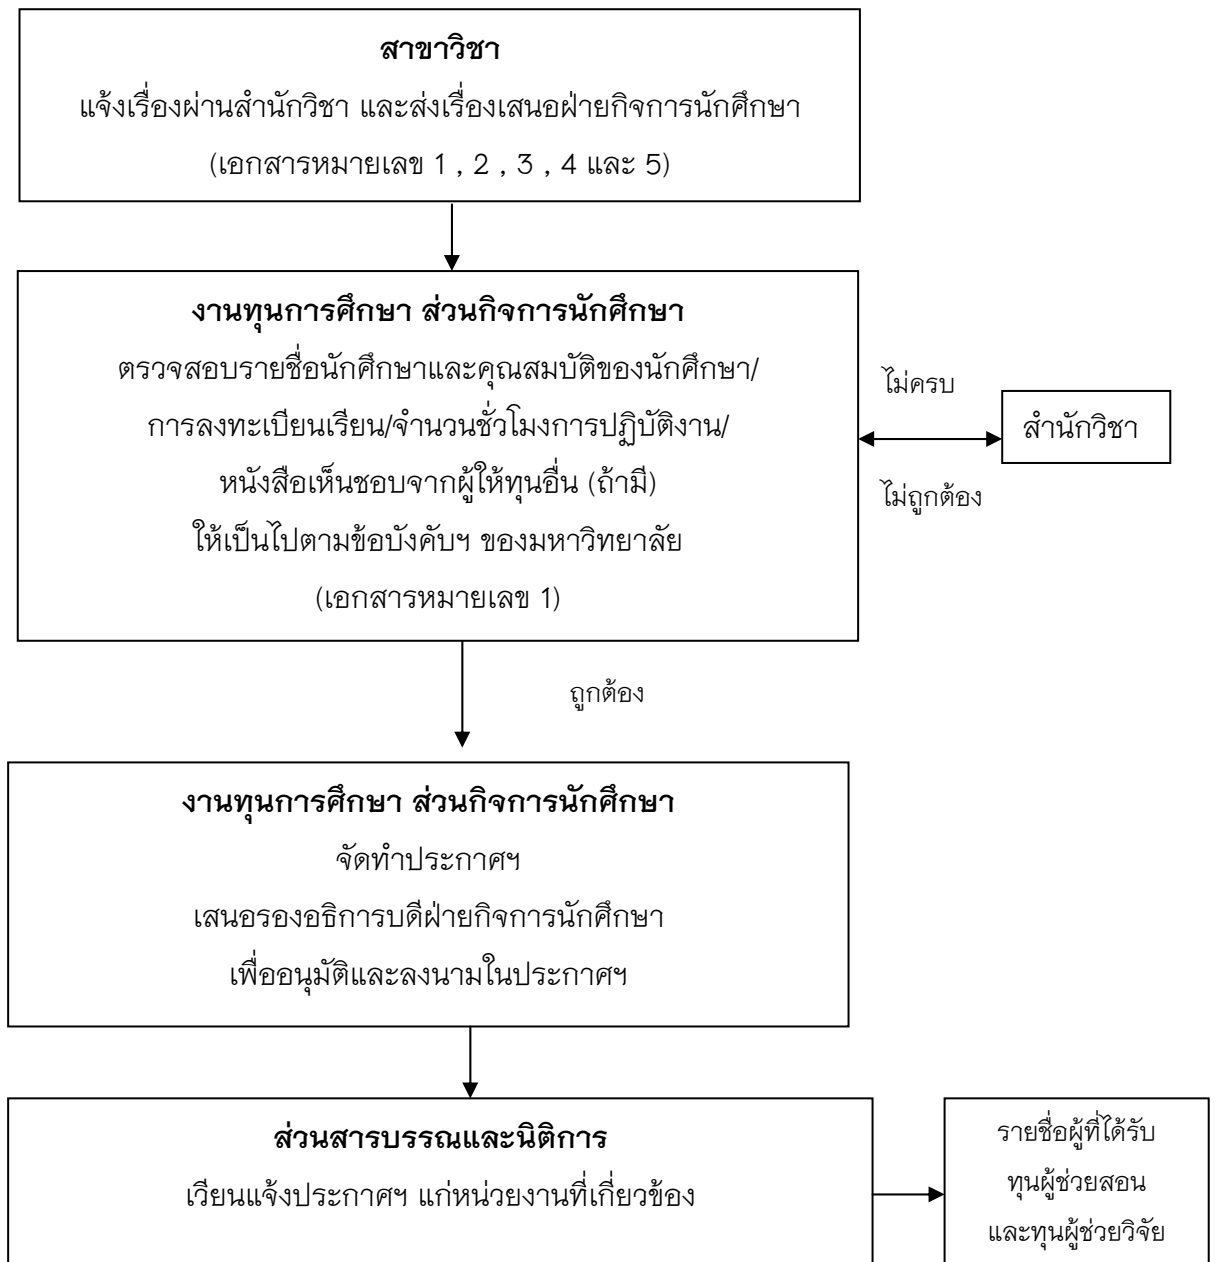 สาขาวิชา
แจ้งเรื่องผ่านสำนักวิชา และส่งเรื่องเสนอฝ่ายกิจการนักศึกษา
(เอกสารหมายเลข 1 , 2 , 3 , 4 และ 5)
งานทุนการศึกษา ส่วนกิจการนักศึกษา
ตรวจสอบรายชื่อนักศึกษาและคุณสมบัติของนักศึกษา/
การลงทะเบียนเรียน/จำนวนชั่วโมงการปฏิบัติงาน/
หนังสือเห็นชอบจากผู้ให้ทุนอื่น (ถ้ามี)
ให้เป็นไปตามข้อบังคับฯ ของมหาวิทยาลัย
(เอกสารหมายเลข 1)
ไม่ครบ
ไม่ถูกต้อง
สำนักวิชา
ถูกต้อง
งานทุนการศึกษา ส่วนกิจการนักศึกษา
จัดทำประกาศฯ
เสนอรองอธิการบดีฝ่ายกิจการนักศึกษา
เพื่ออนุมัติและลงนามในประกาศฯ
ส่วนสารบรรณและนิติการ
เวียนแจ้งประกาศฯ แก่หน่วยงานที่เกี่ยวข้อง
รายชื่อผู้ที่ได้รับ
ทุนผู้ช่วยสอน
และทุนผู้ช่วยวิจัย